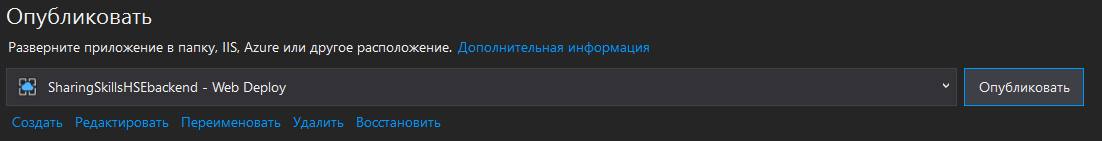 Опубликовать
Разверните приложение в папку, IIS, Azure или другое расположение. Дополнительная информация
SharingSkillsHSEbackend - Web Deploy Опубликовать
Создать Редактировать Переименовать Удалить Восстановить